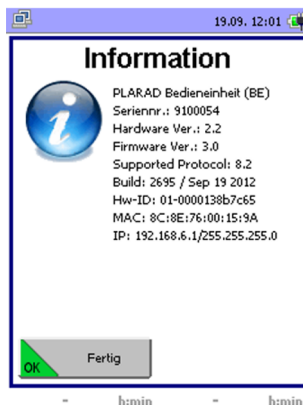 19.09. 12:01
Information
PLARAD Bedieneinheit (BE)
Seriennr.: 9100054
Hardware Ver.: 2.2
Firmware Ver.: 3.0
Supported Protocol: 8.2
Build: 2695 / Sep 19 2012
Hw-ID: 01-0000138b7c65
MAC: 8C:8E:76:00:15:9A
IP: 192.168.6.1/255.255.255.0
OK Fertig
- h:min - h:min